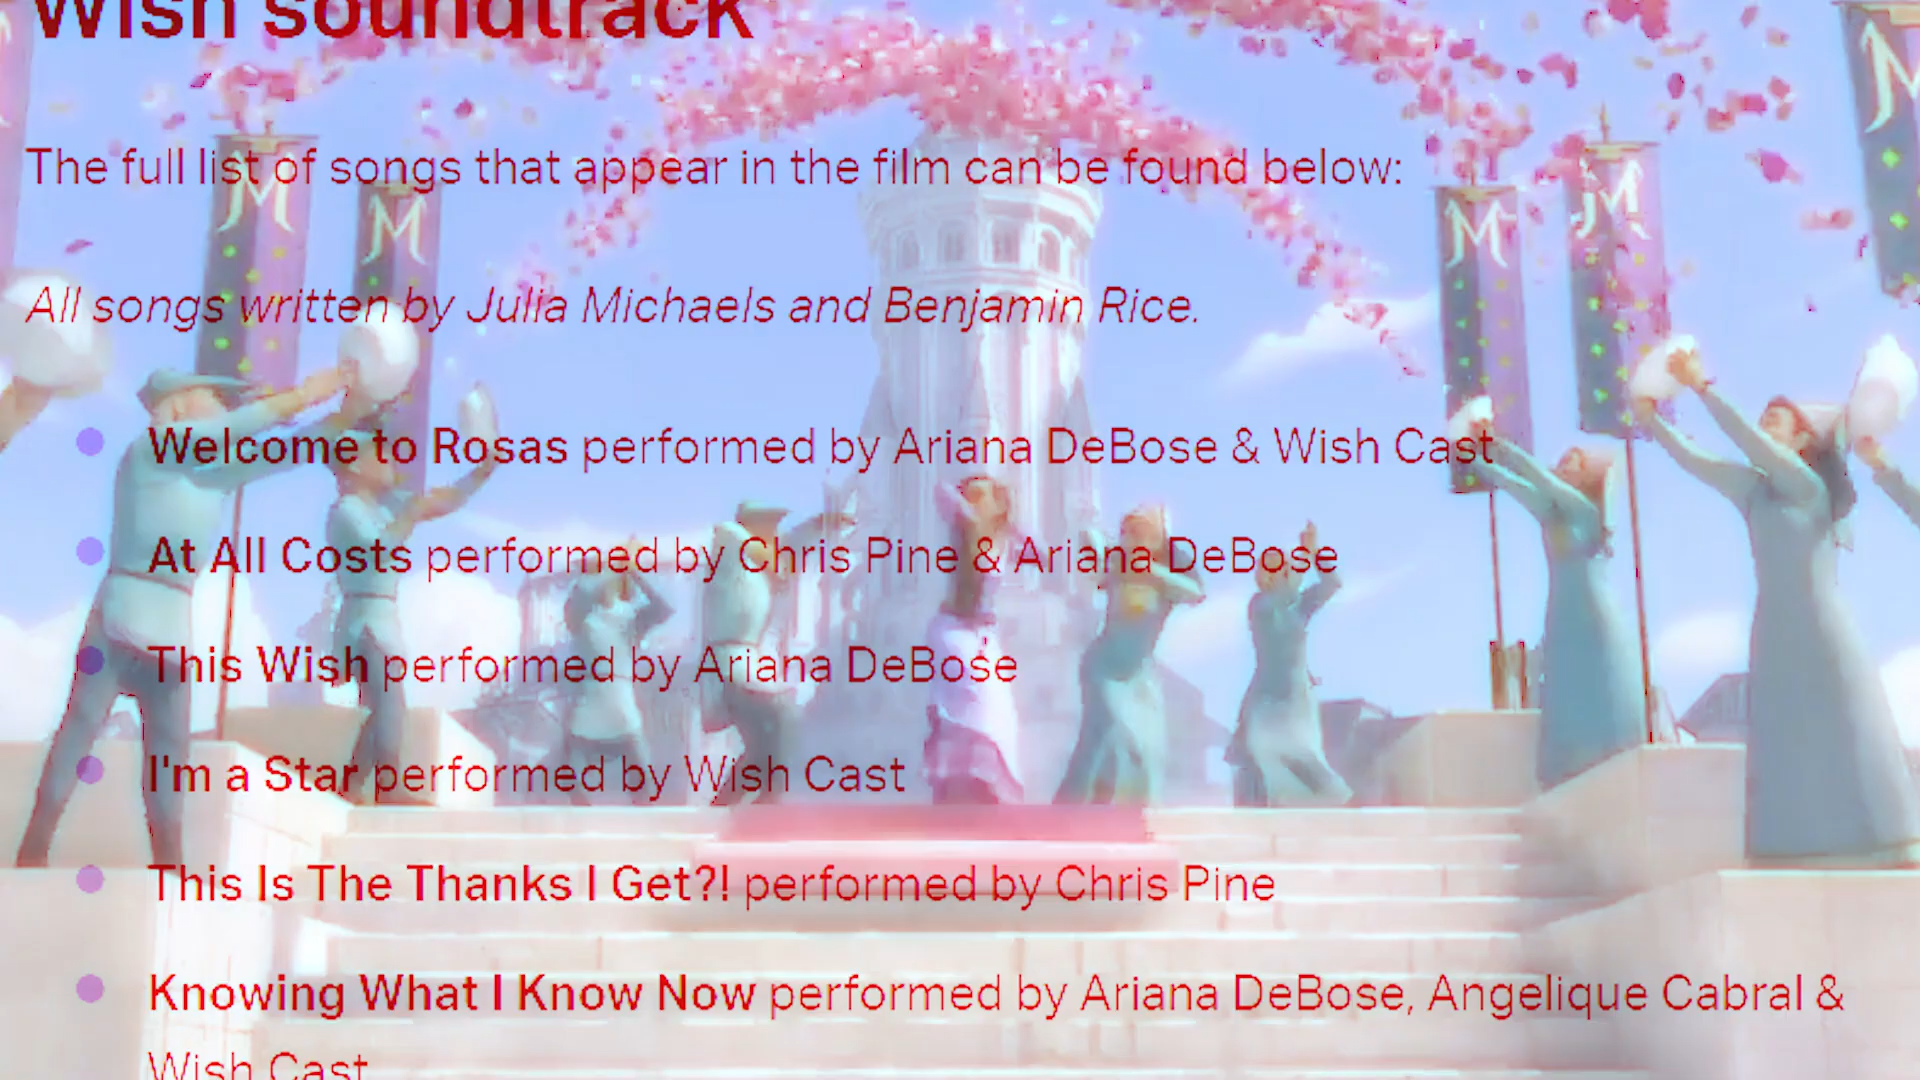 Wish soundtrack
The full list of songs that appear in the film can be found below:
All songs written by Julia Michaels and Benjamin Rice.
Welcome to Rosas performed by Ariana DeBose & Wish Cast
At All Costs performed by Chris Pine & Ariana DeBose
This Wish performed by Ariana DeBose
I'm a Star performed by Wish Cast
This Is The Thanks I Get?! performed by Chris Pine
Knowing What I Know Now performed by Ariana DeBose, Angelique Cabral &
Wish Cast
M M M M M